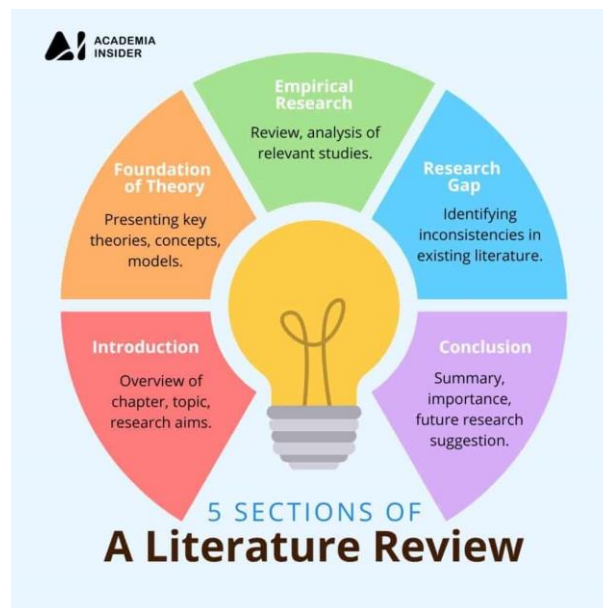 ACADEMIA
INSIDER
Empirical
Research
Review, analysis of
relevant studies.
Foundation
of Theory
Presenting key
theories, concepts,
models.
Research
Gap
Identifying
inconsistencies in
existing literature.
Introduction
Overview of
chapter, topic,
research aims.
Conclusion
Summary,
importance,
future research
suggestion.
5 SECTIONS OF
A Literature Review